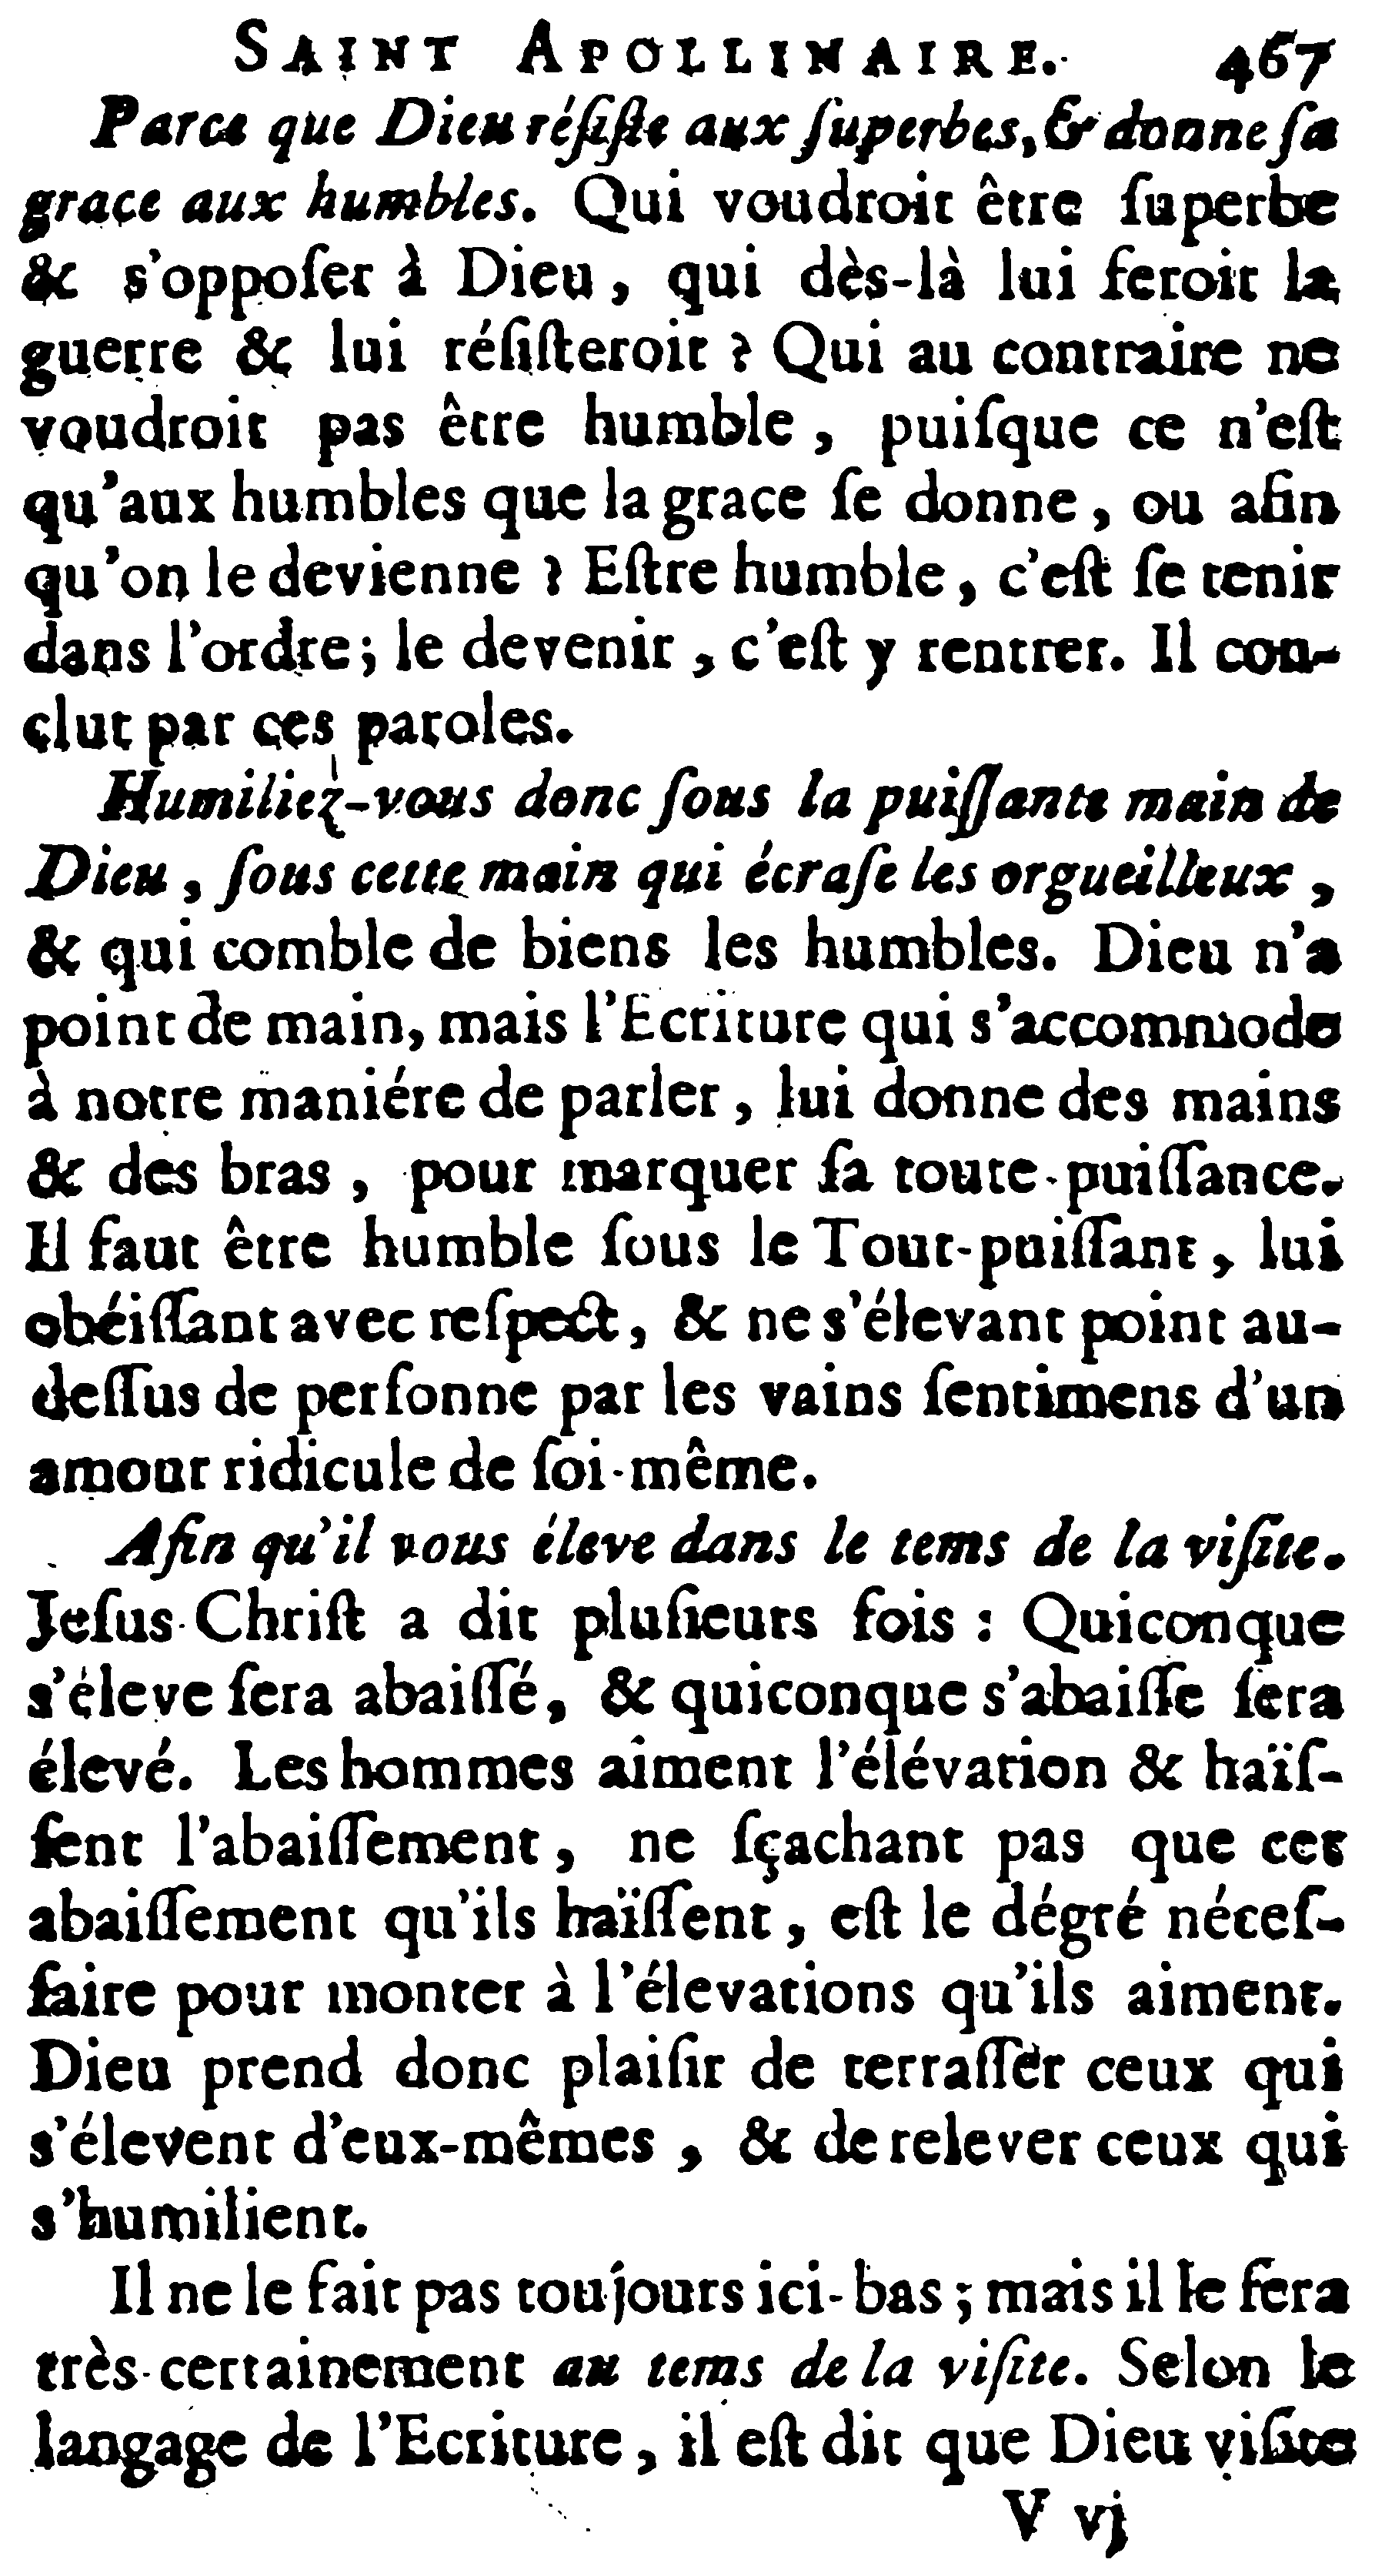 SAINT APOLLINAIRE. 467
Parce que Dieu réſiſte aux ſuperbes, & donne ſa
grace aux humbles. Qui voudroit être ſuperbe
& s'oppoſer à Dieu, qui dès-là lui feroit la
guerre & lui réſiſteroit ? Qui au contraire ne
voudroit pas être humble, puiſque ce n'eſt
qu'aux humbles que la grace ſe donne, ou afin
qu'on le devienne ? Eſtre humble, c'eſt ſe tenir
dans l'ordre; le devenir, c'eſt y rentrer. Il con-
clut par ces paroles.
Humiliez-vous donc ſous la puiſſante main de
Dieu, ſous cette main qui écraſe les orgueilleux,
& qui comble de biens les humbles. Dieu n'a
point de main, mais l'Ecriture qui s'accommode
à notre maniére de parler, lui donne des mains
& des bras, pour marquer ſa toute-puiſſance.
Il faut être humble ſous le Tout-puiſſant, lui
obéiſſant avec reſpect, & ne s'élevant point au-
deſſus de perſonne par les vains ſentimens d'un
amour ridicule de ſoi-même.
Afin qu'il vous éleve dans le tems de la viſite.
Jeſus-Chriſt a dit pluſieurs fois : Quiconque
s'éleve ſera abaiſſé, & quiconque s'abaiſſe ſera
élevé. Les hommes aiment l'élévation & haïſ-
ſent l'abaiſſement, ne ſçachant pas que cet
abaiſſement qu'ils haïſſent, eſt le dégré néceſ-
ſaire pour monter à l'élevations qu'ils aiment.
Dieu prend donc plaiſir de terraſſer ceux qui
s'élevent d'eux-mêmes, & de relever ceux qui
s'humilient.
Il ne le fait pas toujours ici-bas; mais il le fera
très-certainement au tems de la viſite. Selon le
langage de l'Ecriture, il eſt dit que Dieu viſite
V vj